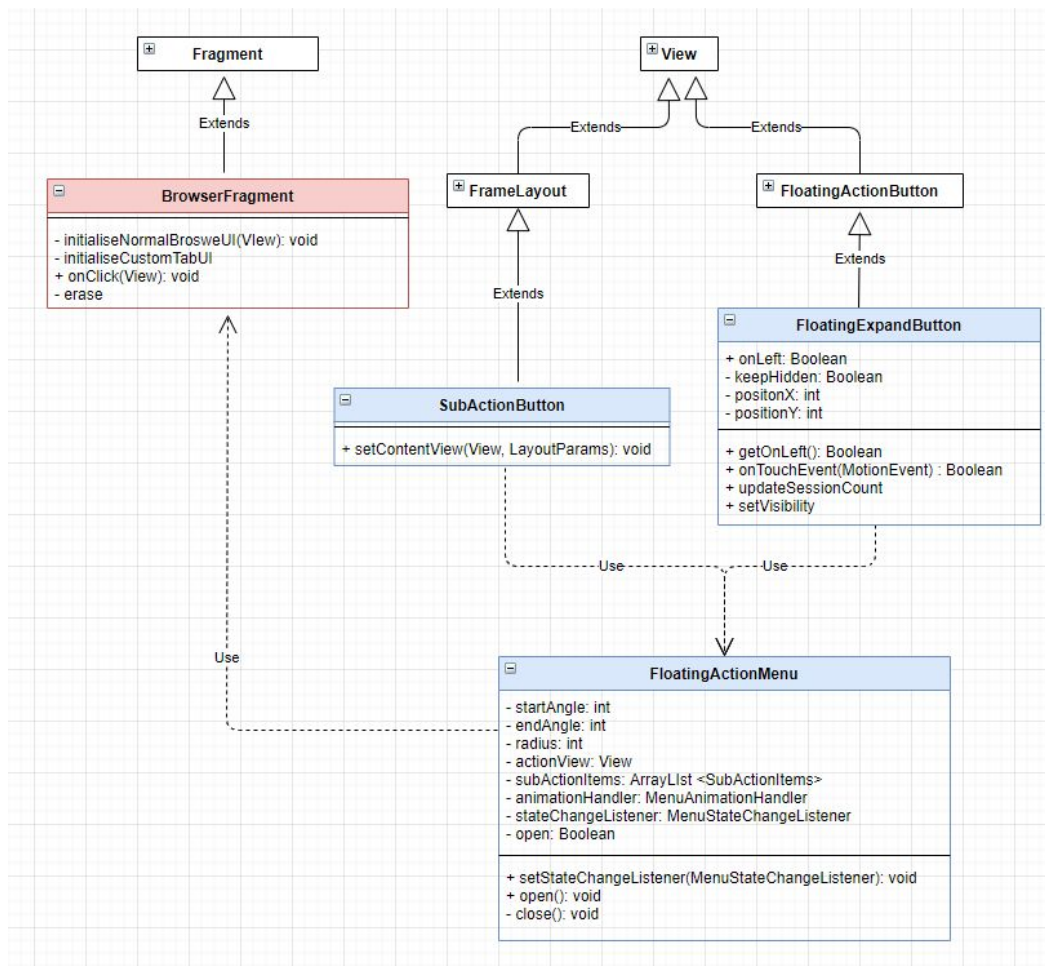 Fragment
View
Extends
Extends
Extends
BrowserFragment
- initialiseNormalBrosweUI(VIew): void
- initialiseCustomTabUI
+ onClick(View): void
- erase
FrameLayout
FloatingActionButton
Extends
Extends
SubActionButton
+ setContentView(View, LayoutParams): void
FloatingExpandButton
+ onLeft: Boolean
- keepHidden: Boolean
- positonX: int
- positionY: int
+ getOnLeft(): Boolean
+ onTouchEvent(MotionEvent) : Boolean
+ updateSessionCount
+ setVisibility
Use
Use
Use
FloatingActionMenu
- startAngle: int
- endAngle: int
- radius: int
- actionView: View
- subActionItems: ArrayLIst <SubActionItems>
- animationHandler: MenuAnimationHandler
- stateChangeListener: MenuStateChangeListener
- open: Boolean
+ setStateChangeListener(MenuStateChangeListener): void
+ open(): void
- close(): void